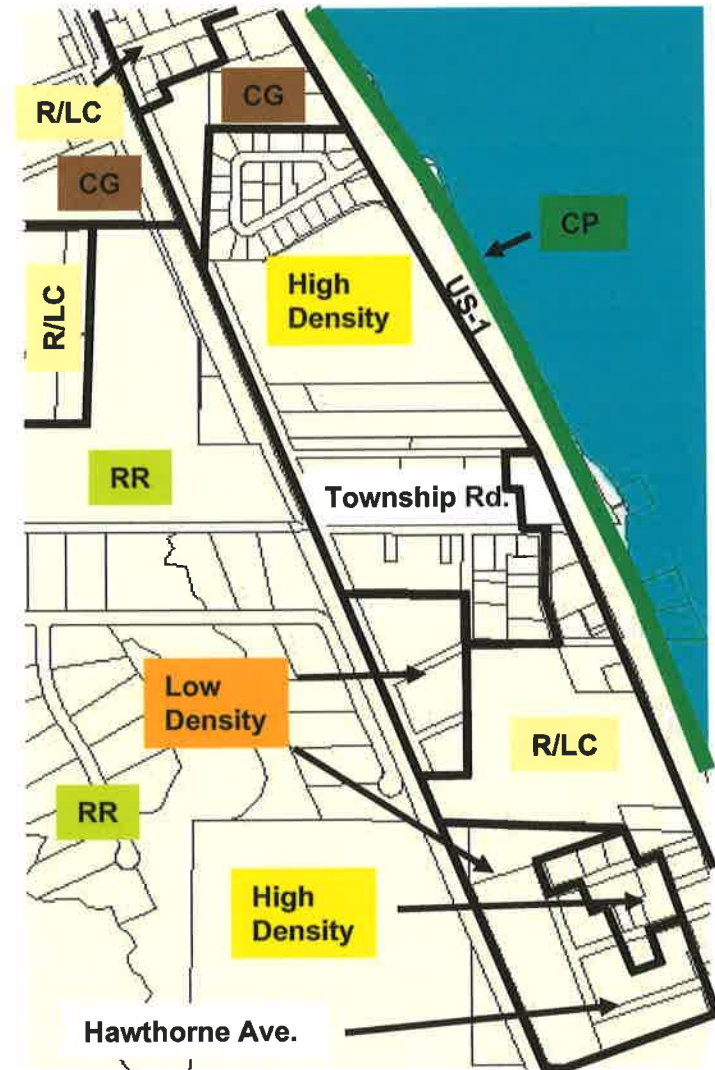 CG
R/LC
CG
CP
R/LC
High
Density
US-1
RR
Township Rd.
Low
Density
R/LC
RR
High
Density
Hawthorne Ave.